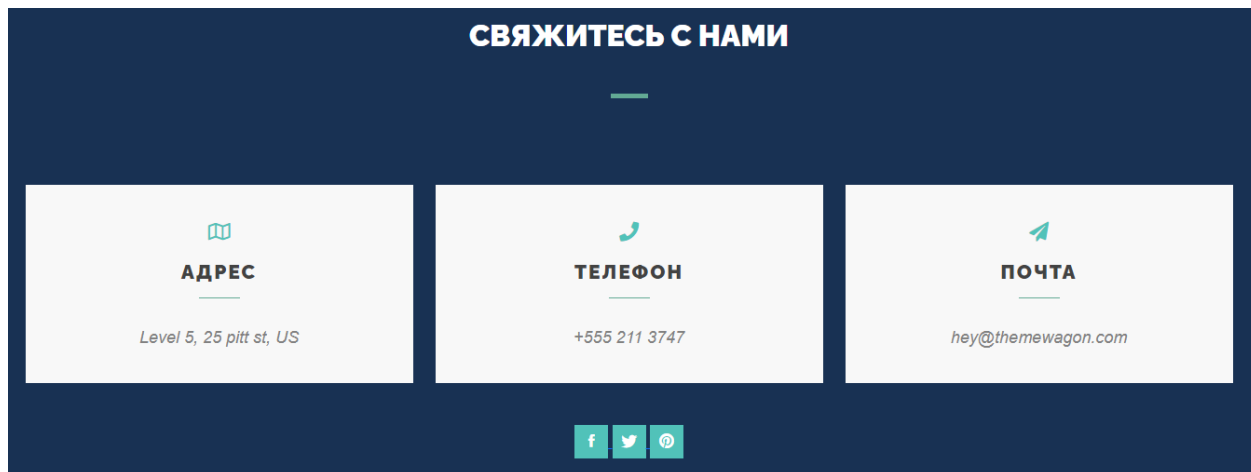 СВЯЖИТЕСЬ С НАМИ
АДРЕС
Level 5, 25 pitt st, US
ТЕЛЕФОН
+555 211 3747
ПОЧТА
hey@themewagon.com